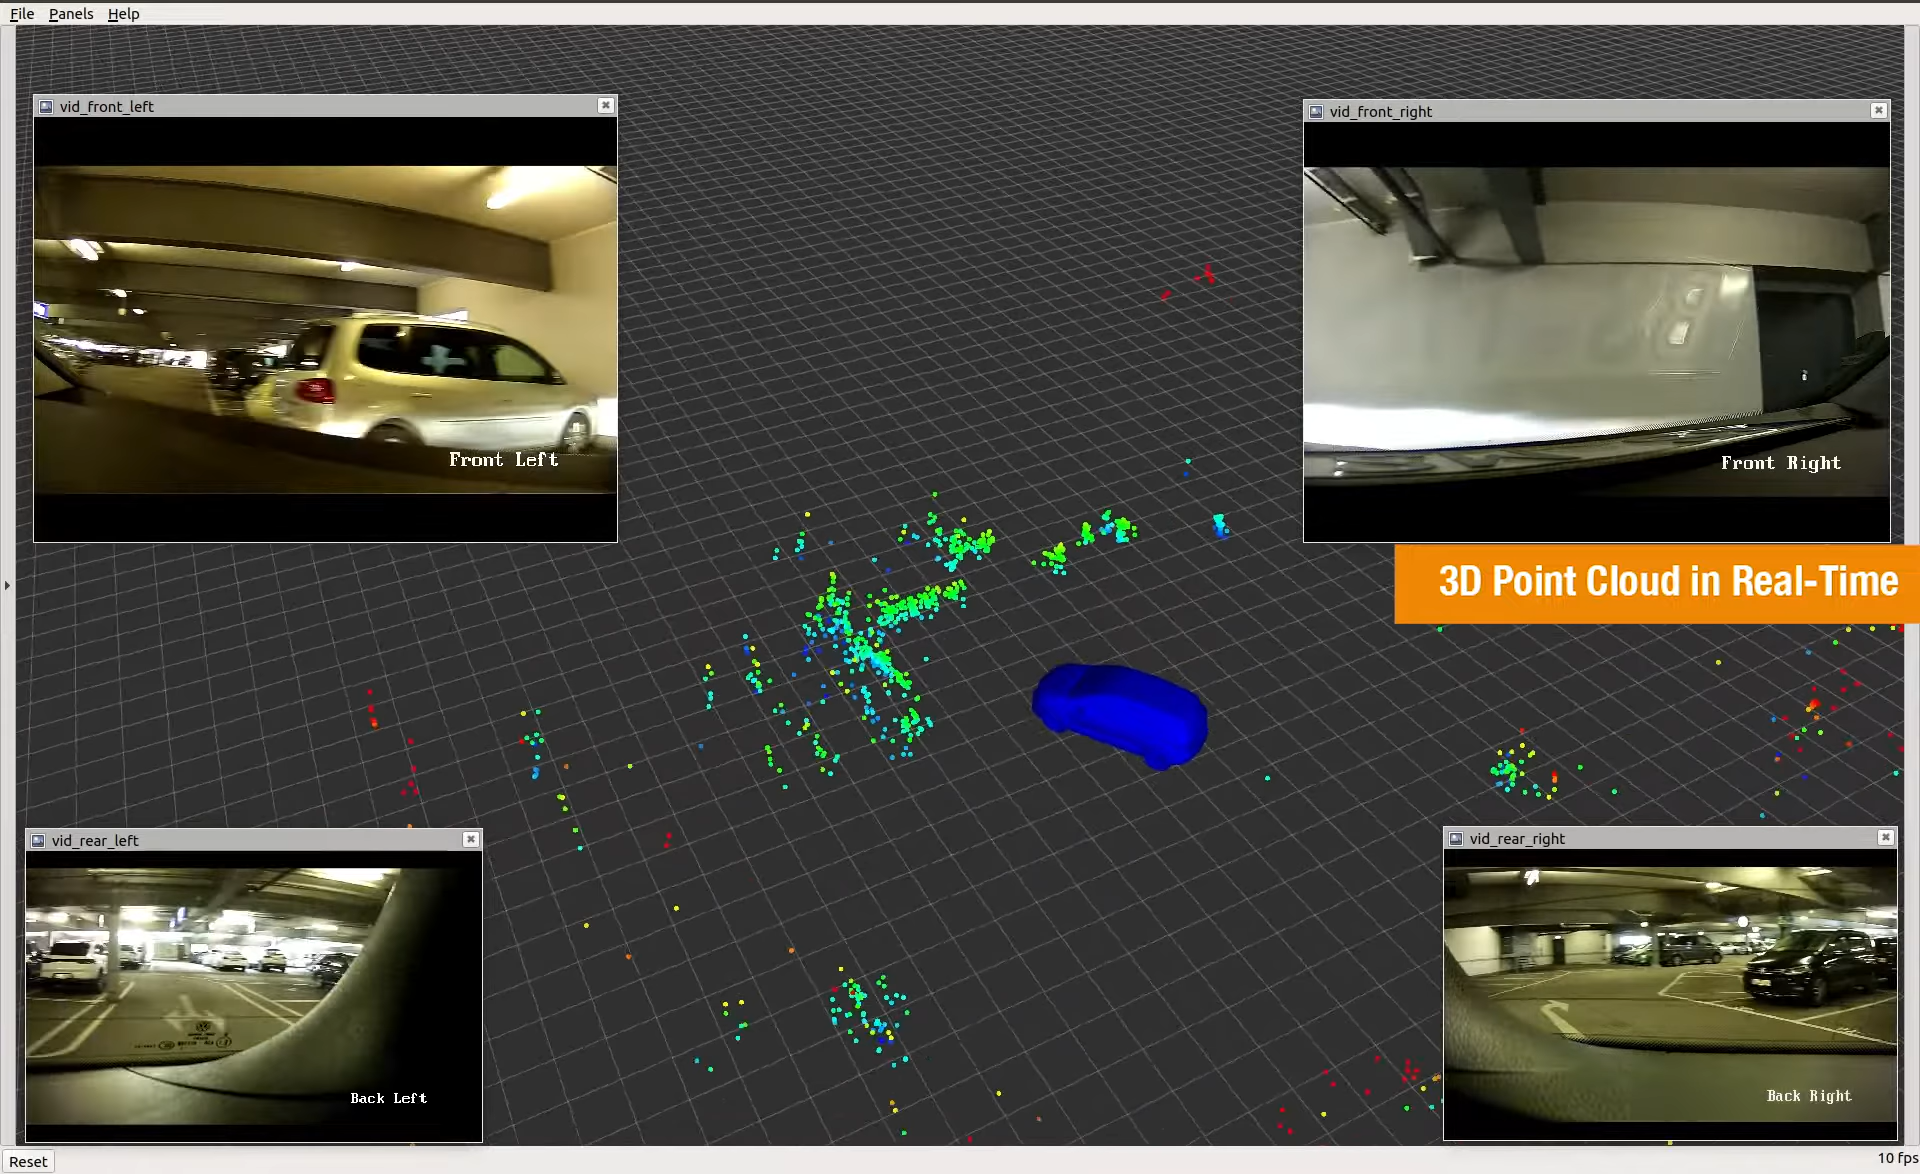 File Panels Help
vid_front_left
Front Left
vid_front_right
Front Right
3D Point Cloud in Real-Time
vid_rear_left
Back Left
vid_rear_right
Back Right
Reset
10 fps